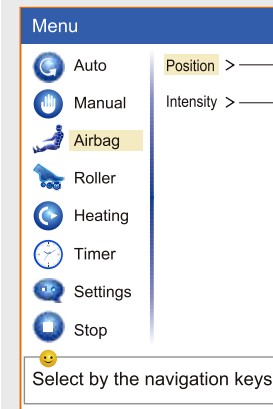 Menu
Auto
Manual
Airbag
Roller
Heating
Timer
Settings
Stop
Position >
Intensity >
Select by the navigation keys